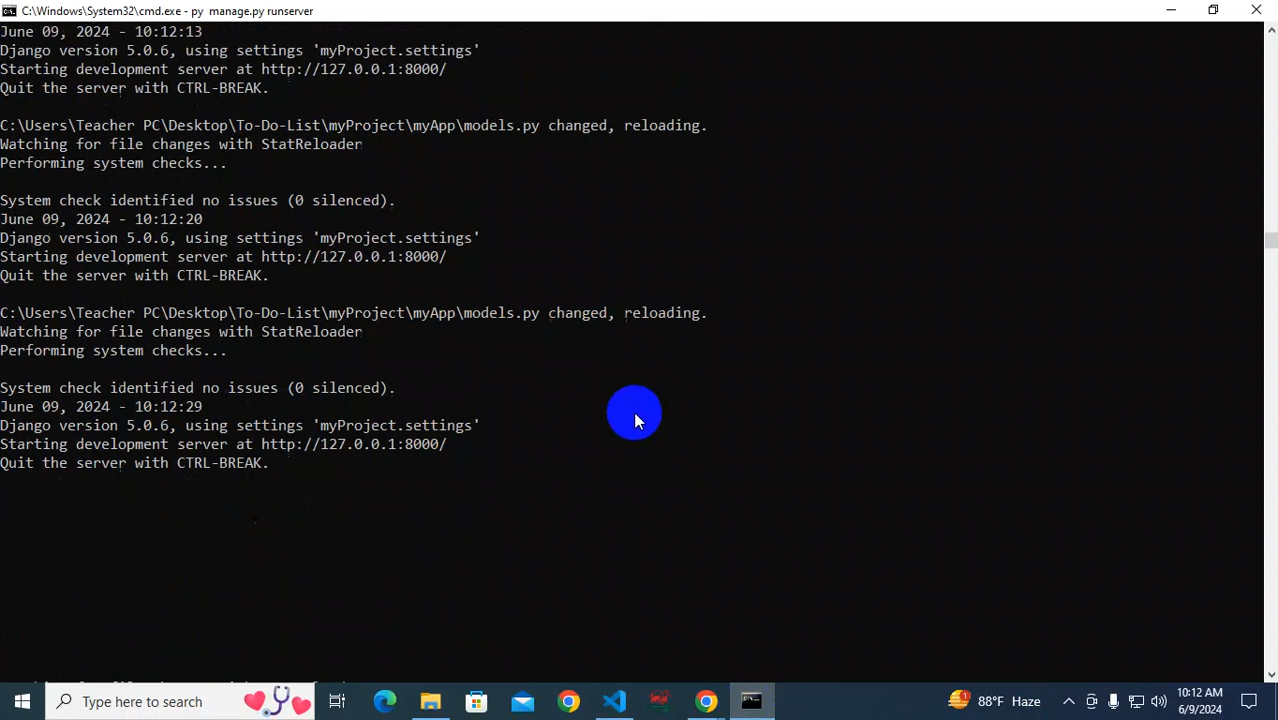 C:\Windows\System32\cmd.exe - py  manage.py runserver
June 09, 2024 - 10:12:13
Django version 5.0.6, using settings 'myProject.settings'
Starting development server at http://127.0.0.1:8000/
Quit the server with CTRL-BREAK.
C:\Users\Teacher PC\Desktop\To-Do-List\myProject\myApp\models.py changed, reloading.
Watching for file changes with StatReloader
Performing system checks...
System check identified no issues (0 silenced).
June 09, 2024 - 10:12:20
Django version 5.0.6, using settings 'myProject.settings'
Starting development server at http://127.0.0.1:8000/
Quit the server with CTRL-BREAK.
C:\Users\Teacher PC\Desktop\To-Do-List\myProject\myApp\models.py changed, reloading.
Watching for file changes with StatReloader
Performing system checks...
System check identified no issues (0 silenced).
June 09, 2024 - 10:12:29
Django version 5.0.6, using settings 'myProject.settings'
Starting development server at http://127.0.0.1:8000/
Quit the server with CTRL-BREAK.
Type here to search
88°F Haze
10:12 AM
6/9/2024